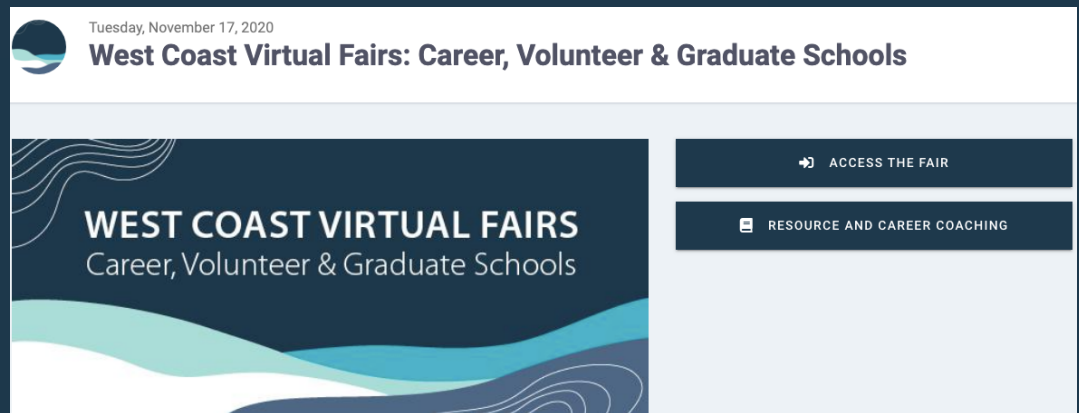 Tuesday, November 17, 2020
West Coast Virtual Fairs: Career, Volunteer & Graduate Schools
WEST COAST VIRTUAL FAIRS
Career, Volunteer & Graduate Schools
ACCESS THE FAIR
RESOURCE AND CAREER COACHING